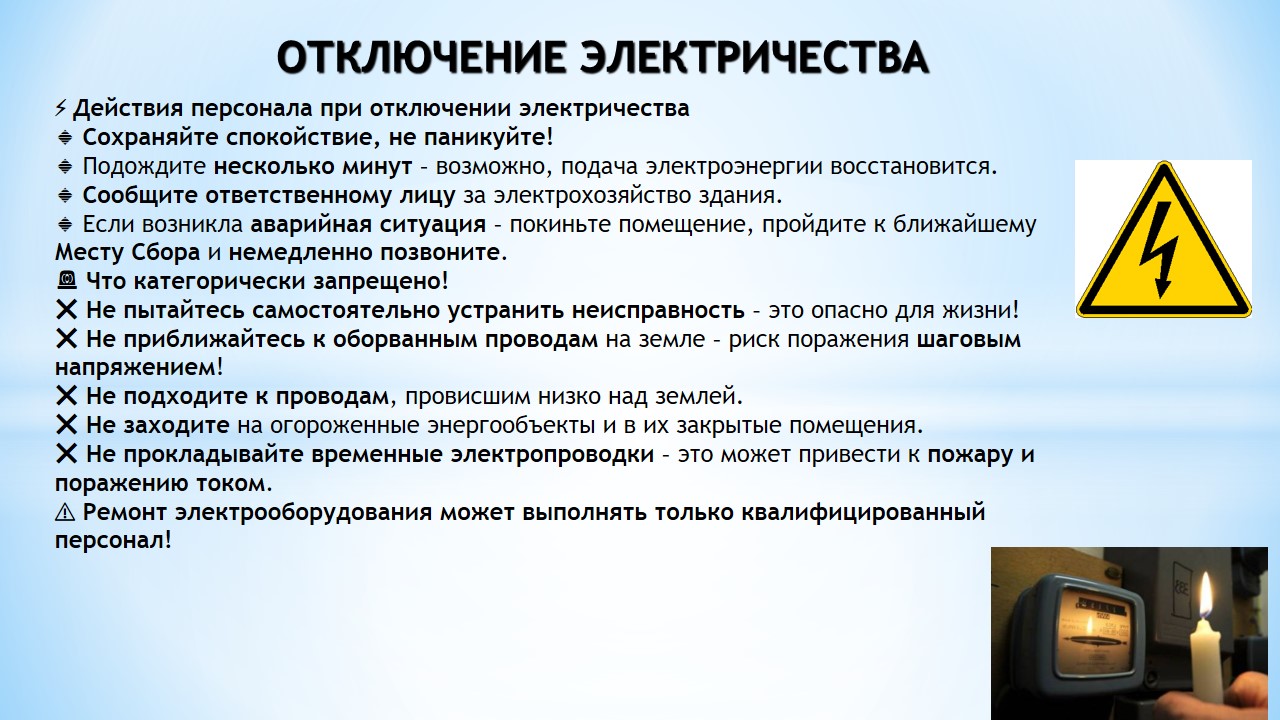 ОТКЛЮЧЕНИЕ ЭЛЕКТРИЧЕСТВА
⚡ Действия персонала при отключении электричества
Сохраняйте спокойствие, не паникуйте!
Подождите несколько минут – возможно, подача электроэнергии восстановится.
Сообщите ответственному лицу за электрохозяйство здания.
Если возникла аварийная ситуация – покиньте помещение, пройдите к ближайшему
Месту Сбора и немедленно позвоните.
🚨 Что категорически запрещено!
❌ Не пытайтесь самостоятельно устранить неисправность – это опасно для жизни!
❌ Не приближайтесь к оборванным проводам на земле – риск поражения шаговым
напряжением!
❌ Не подходите к проводам, провисшим низко над землей.
❌ Не заходите на огороженные энергообъекты и в их закрытые помещения.
❌ Не прокладывайте временные электропроводки – это может привести к пожару и
поражению током.
⚠ Ремонт электрооборудования может выполнять только квалифицированный
персонал!